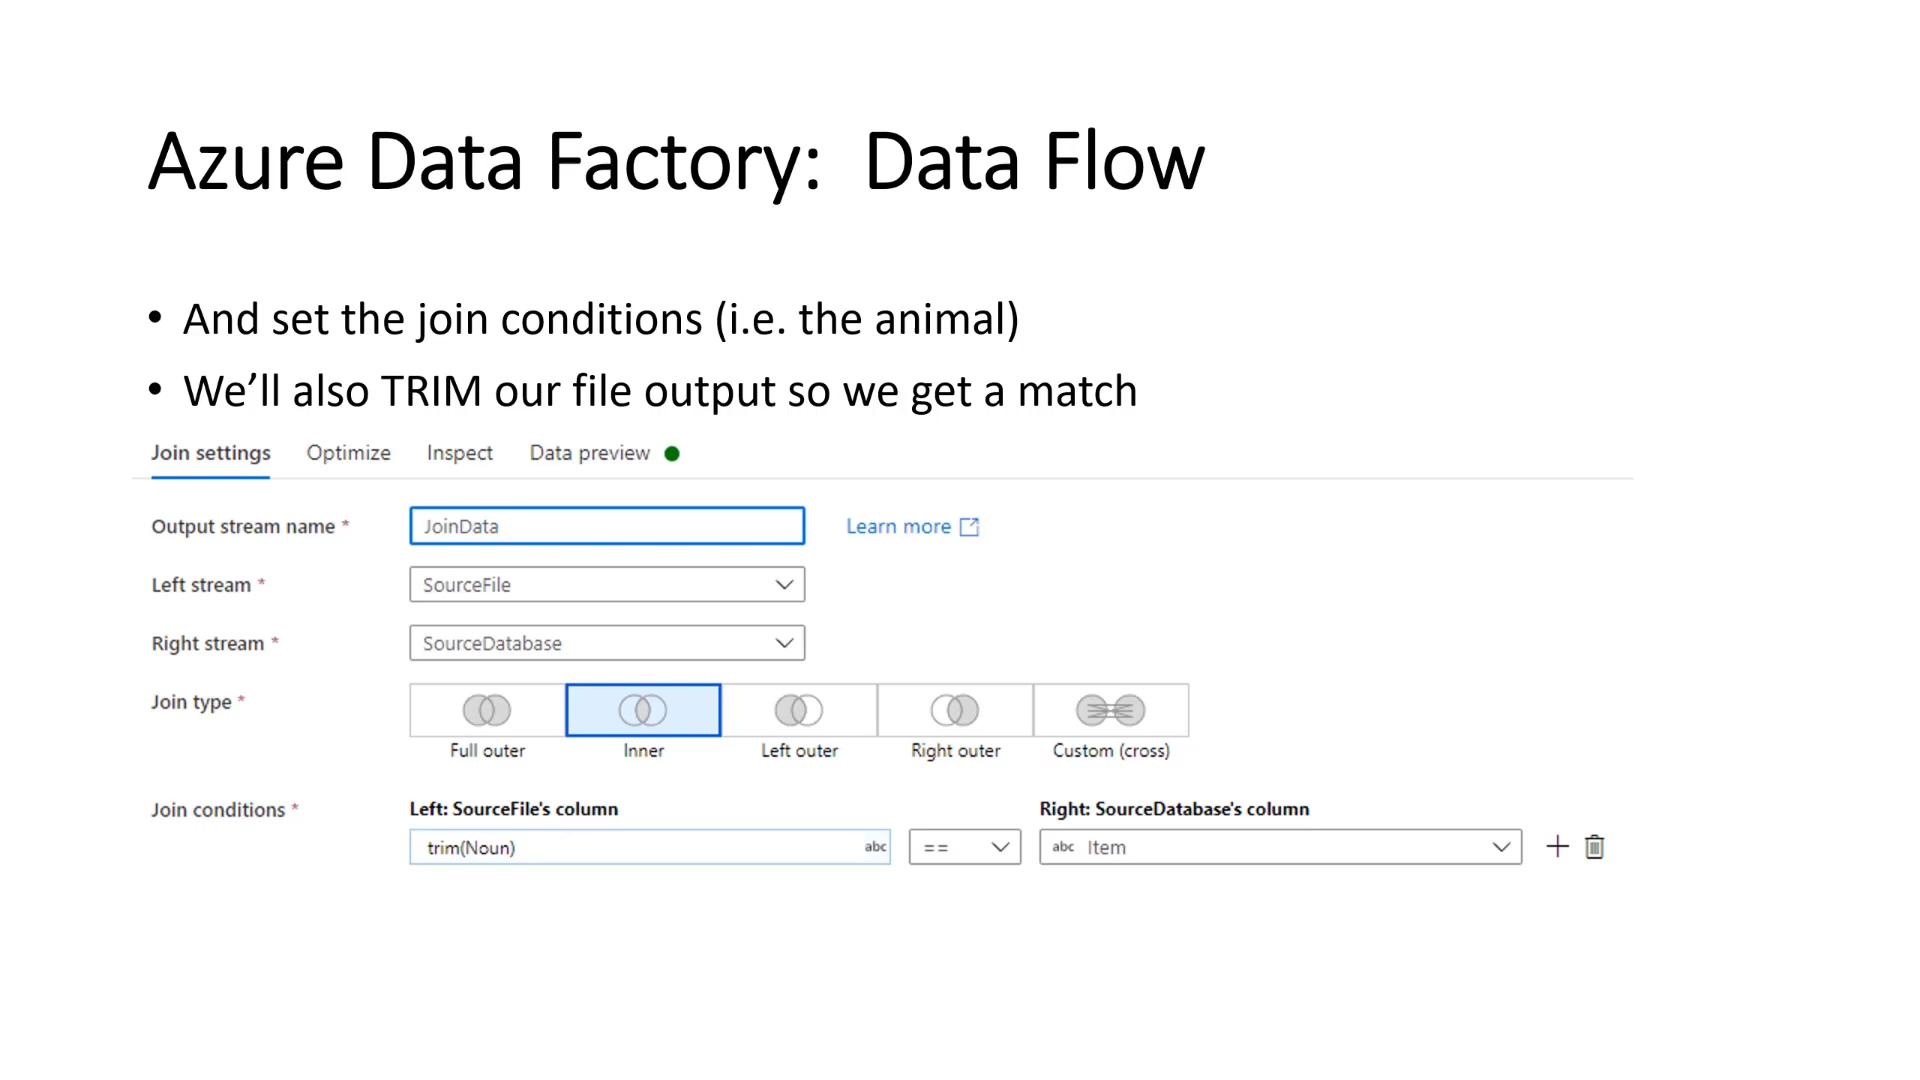 Azure Data Factory:  Data Flow
• And set the join conditions (i.e. the animal)
• We’ll also TRIM our file output so we get a match
Join settings Optimize Inspect Data preview
Output stream name * JoinData Learn more
Left stream * SourceFile
Right stream * SourceDatabase
Join type *
Full outer Inner Left outer Right outer Custom (cross)
Join conditions * Left: SourceFile's column Right: SourceDatabase's column
trim(Noun) abc == abc Item +